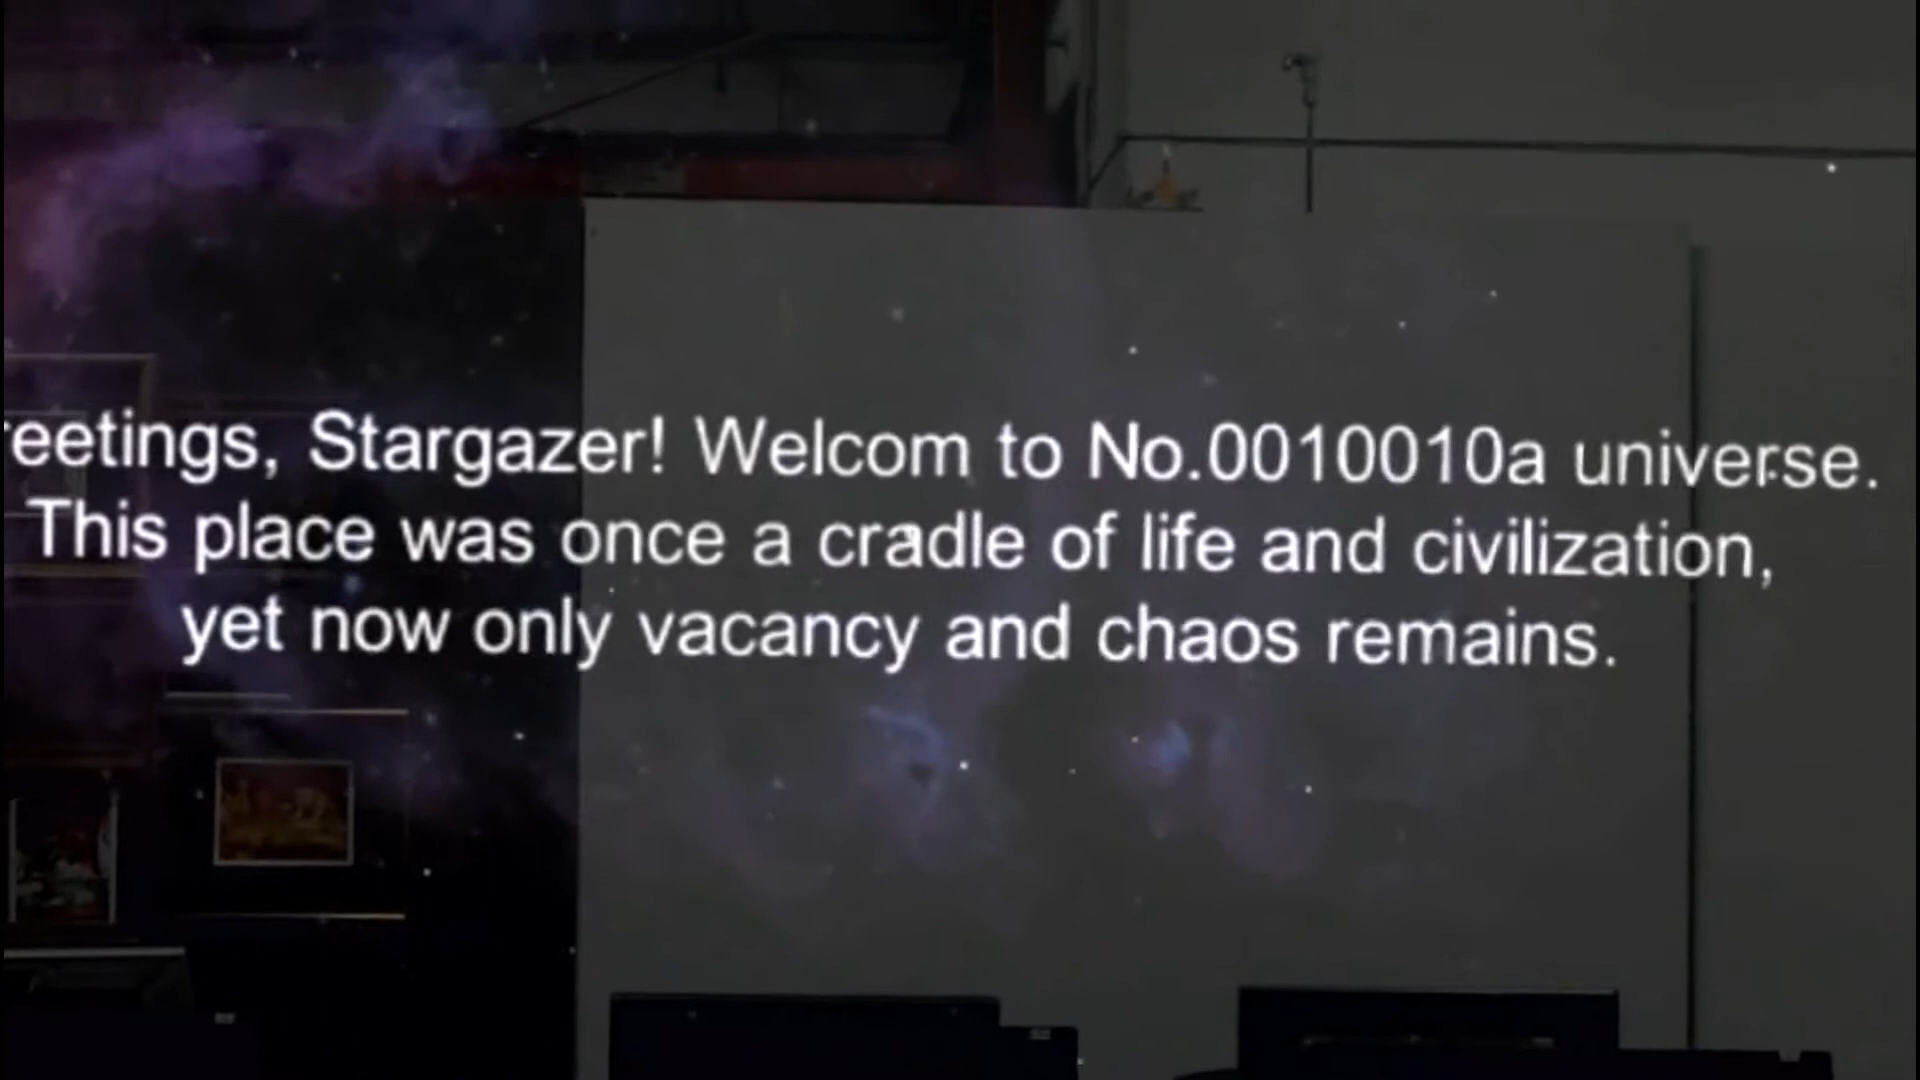 reetings, Stargazer! Welcom to No.0010010a universe.
This place was once a cradle of life and civilization,
yet now only vacancy and chaos remains.